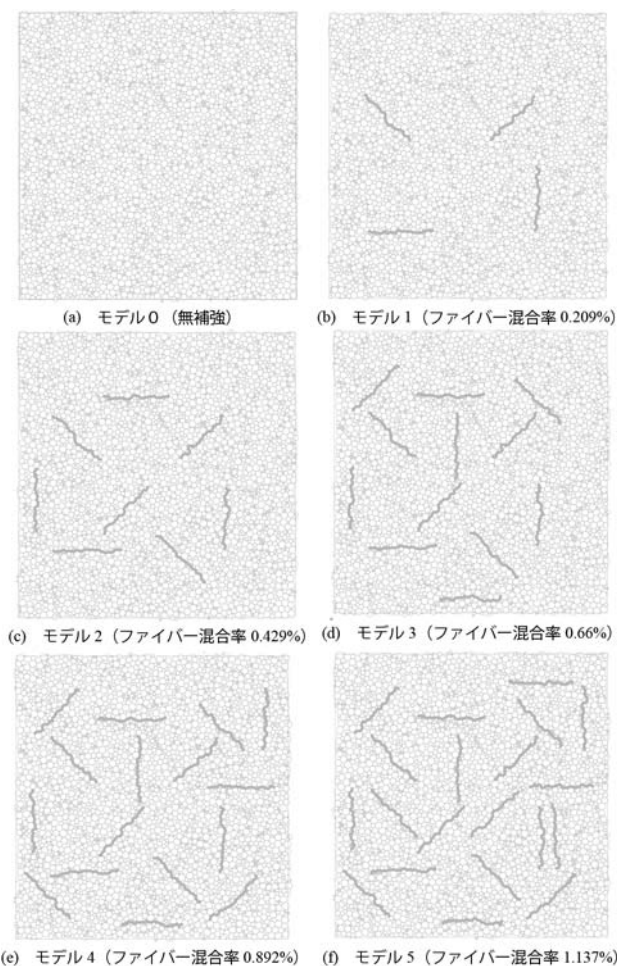 (a) モデル０（無補強）
(b) モデル 1（ファイバー混合率 0.209%）
(c) モデル 2（ファイバー混合率 0.429%）
(d) モデル 3（ファイバー混合率 0.66%）
(e) モデル 4（ファイバー混合率 0.892%）
(f) モデル 5（ファイバー混合率 1.137%）